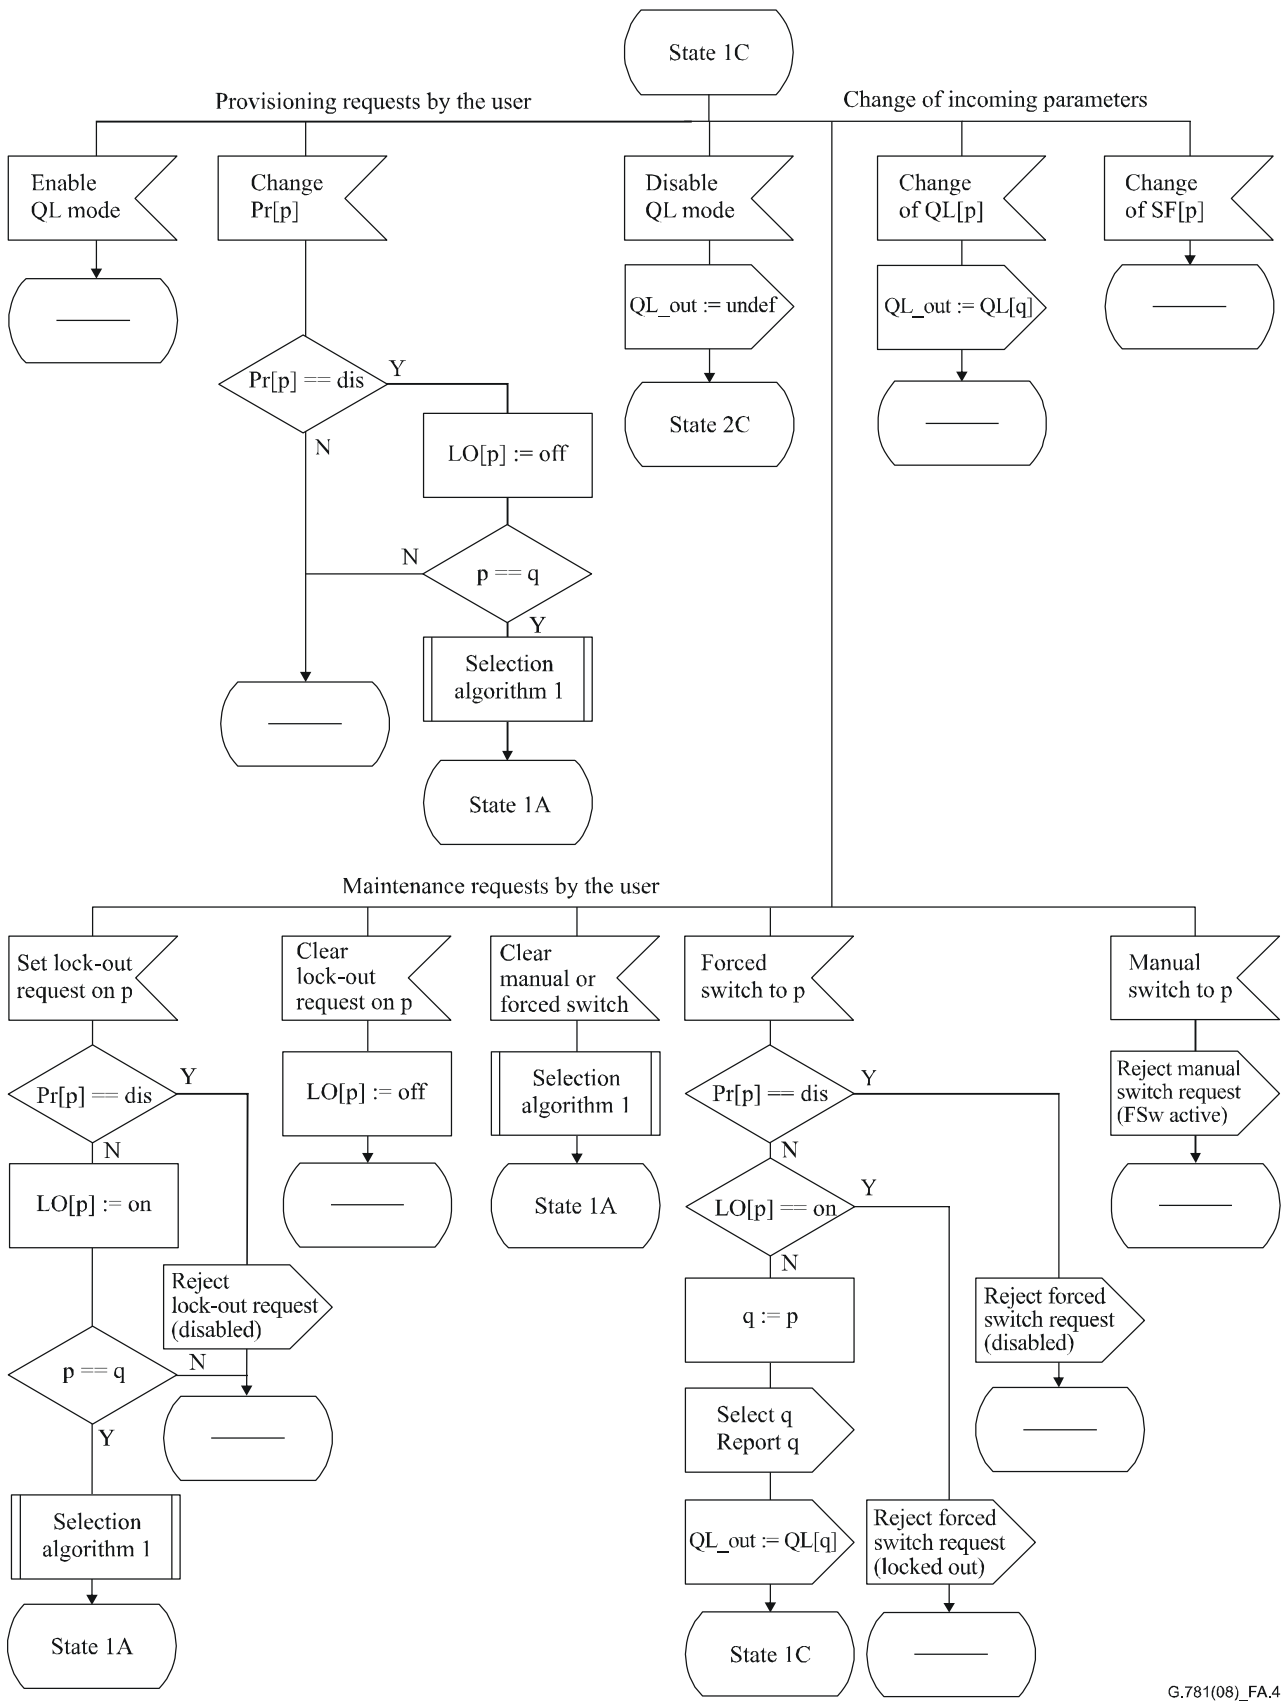 State 1C
Provisioning requests by the user
Change of incoming parameters
Enable
QL mode
Change
Pr[p]
Disable
QL mode
Change
of QL[p]
Change
of SF[p]
QL_out := undef
QL_out := QL[q]
Pr[p] == dis
Y
N
State 2C
LO[p] := off
N
p == q
Y
Selection
algorithm 1
State 1A
Maintenance requests by the user
Set lock-out
request on p
Clear
lock-out
request on p
Clear
manual or
forced switch
Forced
switch to p
Manual
switch to p
Pr[p] == dis
Y
N
LO[p] := off
Selection
algorithm 1
Pr[p] == dis
Y
N
Reject manual
switch request
(FSw active)
LO[p] := on
State 1A
LO[p] == on
Y
N
Reject
lock-out request
(disabled)
q := p
Reject forced
switch request
(disabled)
p == q
N
Y
Select q
Report q
Selection
algorithm 1
QL_out := QL[q]
Reject forced
switch request
(locked out)
State 1A
State 1C
G.781(08)_FA.4